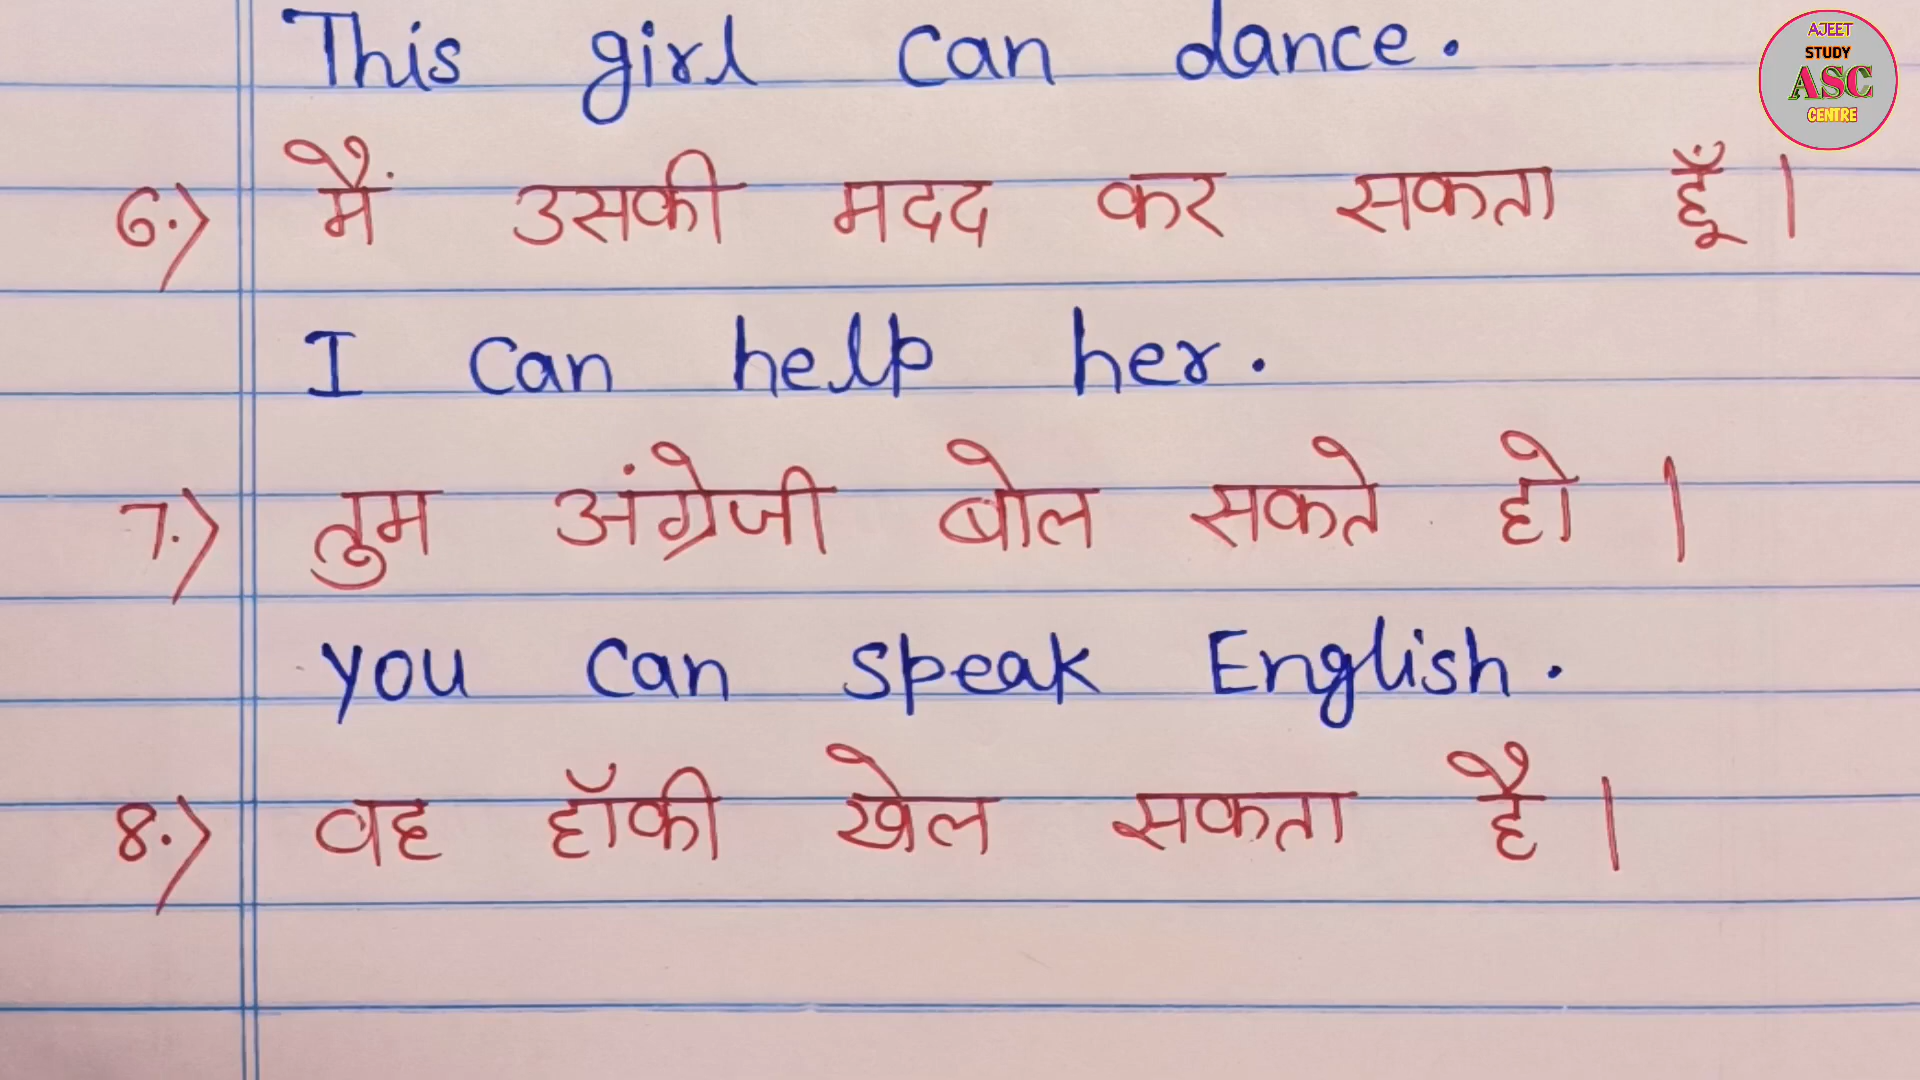 This girl can dance.
AJEET
STUDY
ASC
CENTRE
6.) मैं उसकी मदद कर सकता हूँ।
I can help her.
7.) तुम अंग्रेजी बोल सकते हो।
you can speak English.
8.) वह हॉकी खेल सकता है।